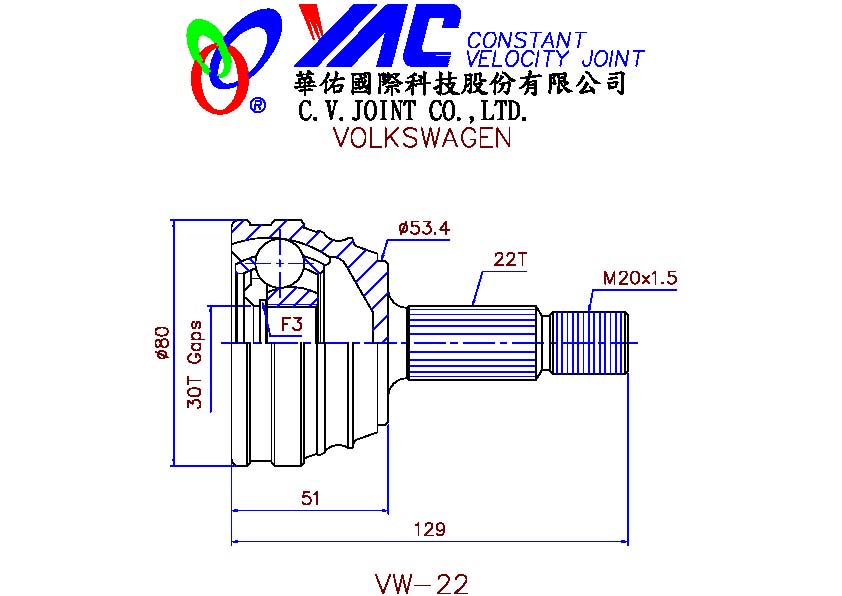 YAC CONSTANT
VELOCITY JOINT
華佑國際科技股份有限公司
®
C.V.JOINT CO.,LTD.
VOLKSWAGEN
ø53.4
22T
M20x1.5
F3
ø80
30T Gaps
51
129
VW-22